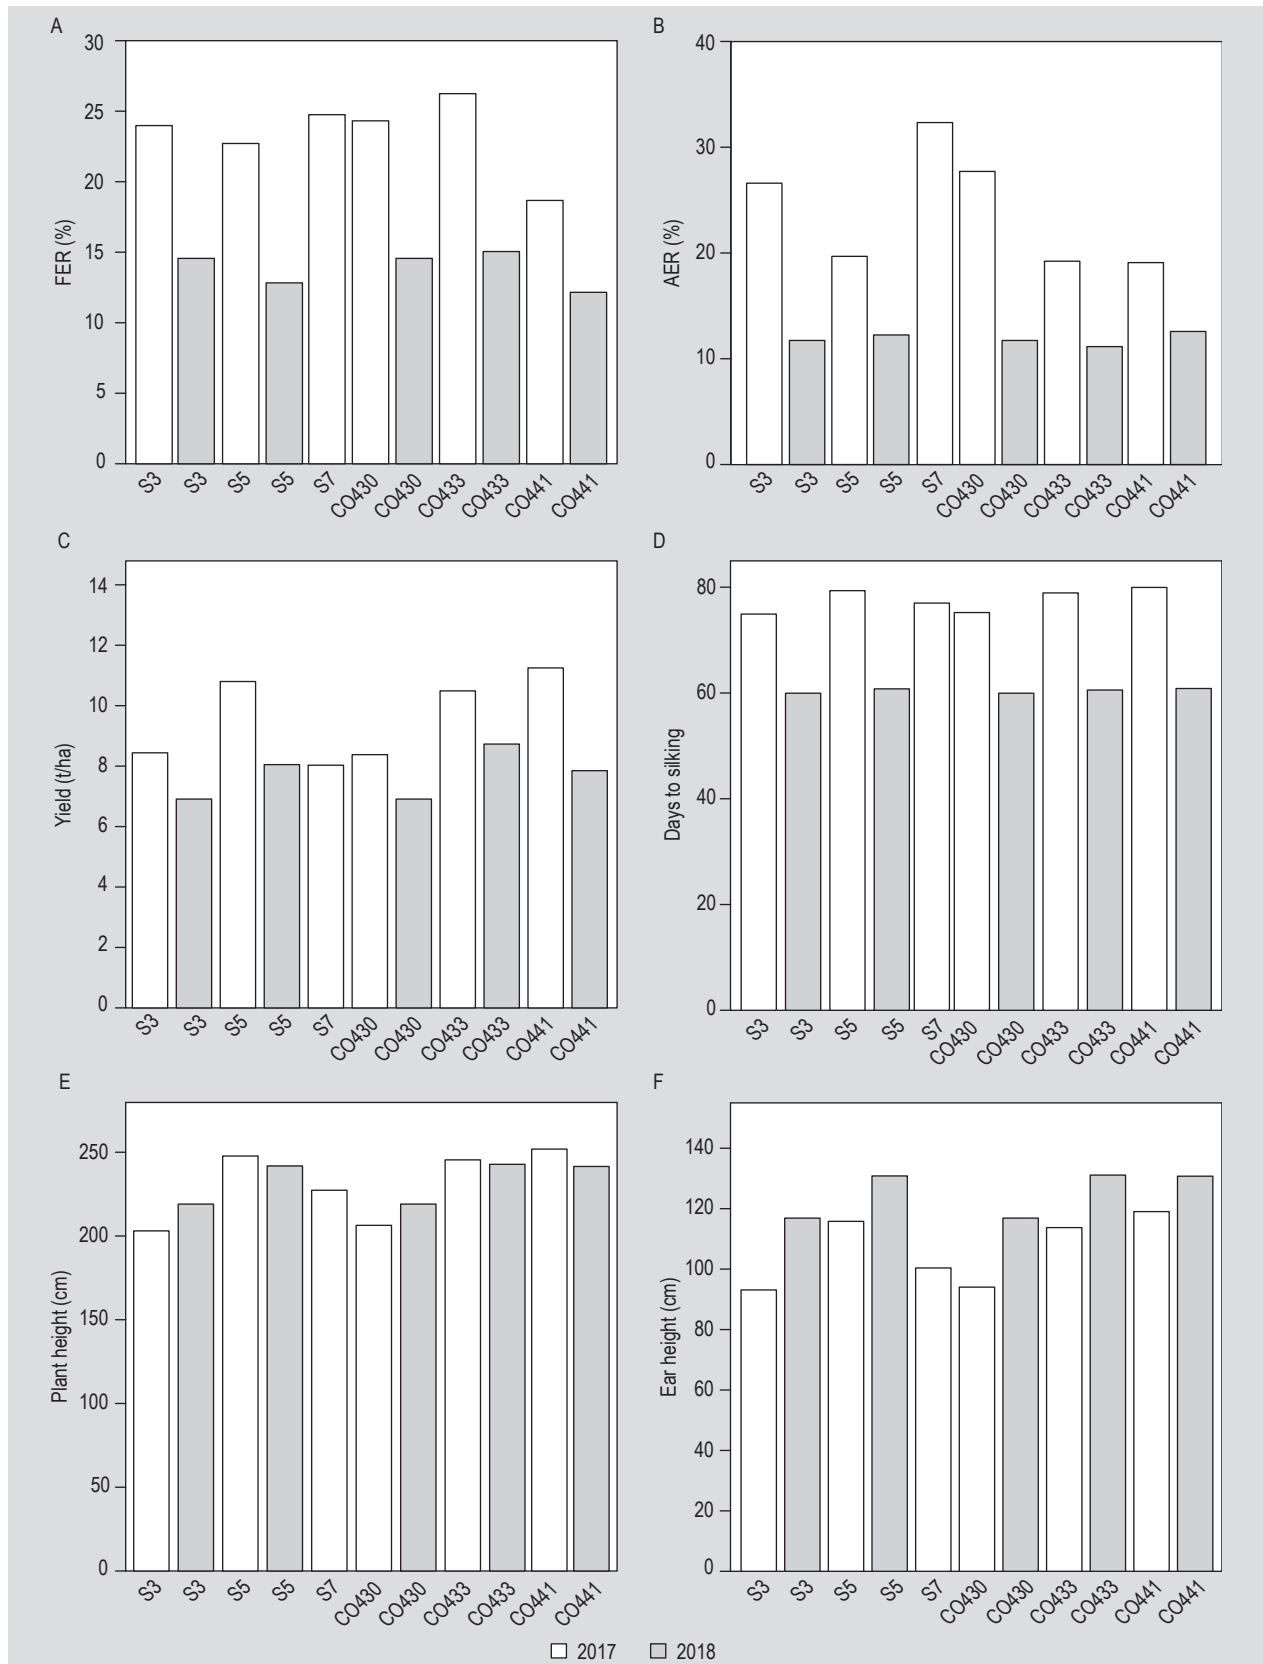 A
FER (%)
30
25
20
15
10
5
0
S3 S3 S5 S5 S7 CO430 CO430 CO433 CO433 CO441 CO441
B
AER (%)
40
30
20
10
0
S3 S3 S5 S5 S7 CO430 CO430 CO433 CO433 CO441 CO441
C
Yield (t/ha)
14
12
10
8
6
4
2
0
S3 S3 S5 S5 S7 CO430 CO430 CO433 CO433 CO441 CO441
D
Days to silking
80
60
40
20
0
S3 S3 S5 S5 S7 CO430 CO430 CO433 CO433 CO441 CO441
E
Plant height (cm)
250
200
150
100
50
0
S3 S3 S5 S5 S7 CO430 CO430 CO433 CO433 CO441 CO441
F
Ear height (cm)
140
120
100
80
60
40
20
0
S3 S3 S5 S5 S7 CO430 CO430 CO433 CO433 CO441 CO441
2017 2018